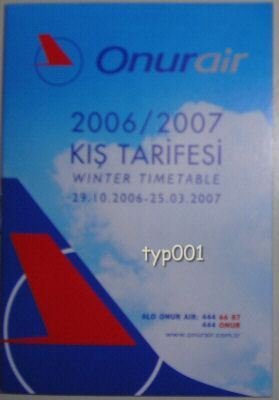 Onurair
2006/2007
KIŞ TARİFESİ
WINTER TIMETABLE
29.10.2006-25.03.2007
typ001
ALO ONUR AIR: 444 66 87
444 ONUR
www.onurair.com.tr